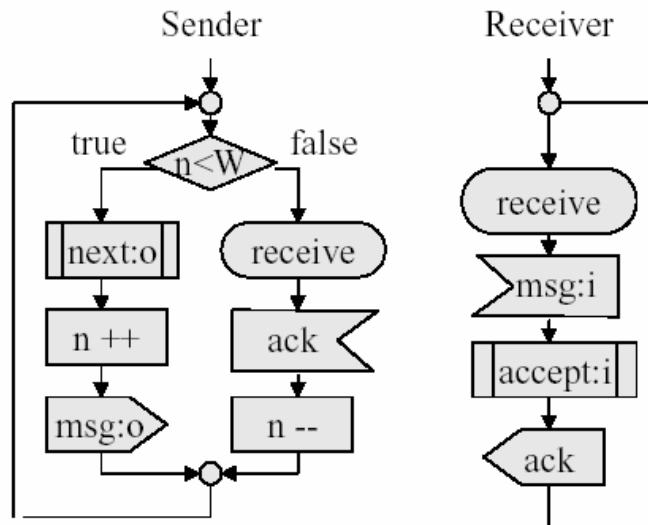 Sender
Receiver
true
false
n<W
next:o
receive
receive
n ++
ack
msg:i
msg:o
n --
accept:i
ack